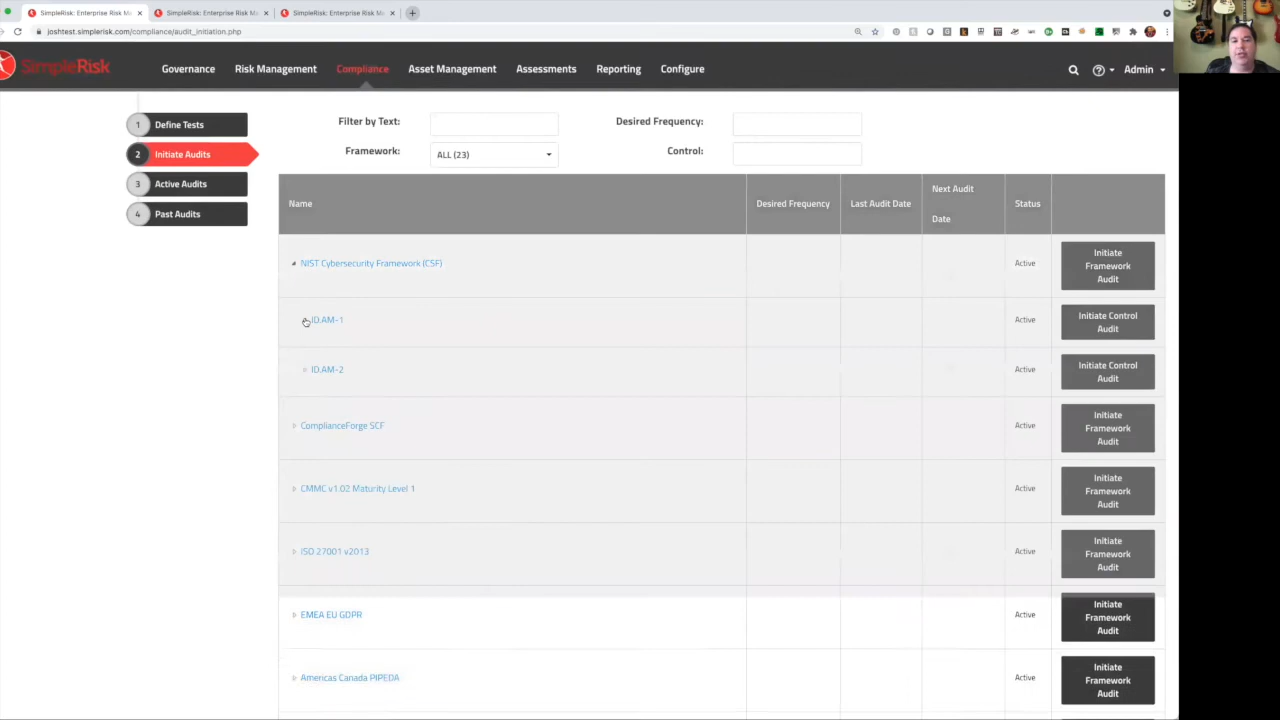 SimpleRisk: Enterprise Risk M
SimpleRisk: Enterprise Risk M
SimpleRisk: Enterprise Risk M
joshtest.simplerisk.com/compliance/audit_initiation.php
SimpleRisk
Governance
Risk Management
Compliance
Asset Management
Assessments
Reporting
Configure
Admin
1 Define Tests
2 Initiate Audits
3 Active Audits
4 Past Audits
Filter by Text:
Desired Frequency:
Framework:
ALL (23)
Control:
Name
Desired Frequency
Last Audit Date
Next Audit
Date
Status
NIST Cybersecurity Framework (CSF)
Active
Initiate
Framework
Audit
ID.AM-1
Active
Initiate Control
Audit
ID.AM-2
Active
Initiate Control
Audit
ComplianceForge SCF
Active
Initiate
Framework
Audit
CMMC v1.02 Maturity Level 1
Active
Initiate
Framework
Audit
ISO 27001 v2013
Active
Initiate
Framework
Audit
EMEA EU GDPR
Active
Initiate
Framework
Audit
Americas Canada PIPEDA
Active
Initiate
Framework
Audit